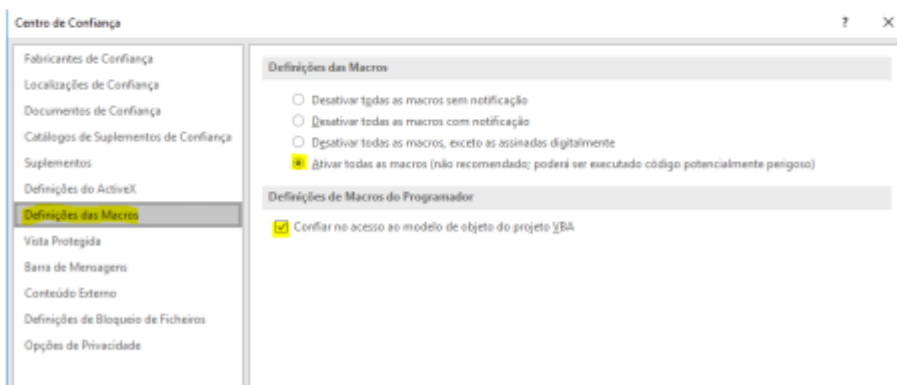 Centro de Confiança
?
×
Fabricantes de Confiança
Localizações de Confiança
Documentos de Confiança
Catálogos de Suplementos de Confiança
Suplementos
Definições do ActiveX
Definições das Macros
Vista Protegida
Barra de Mensagens
Conteúdo Externo
Definições de Bloqueio de Ficheiros
Opções de Privacidade
Definições das Macros
Desativar todas as macros sem notificação
Desativar todas as macros com notificação
Desativar todas as macros, exceto as assinadas digitalmente
Ativar todas as macros (não recomendado; poderá ser executado código potencialmente perigoso)
Definições de Macros do Programador
Confiar no acesso ao modelo de objeto do projeto VBA